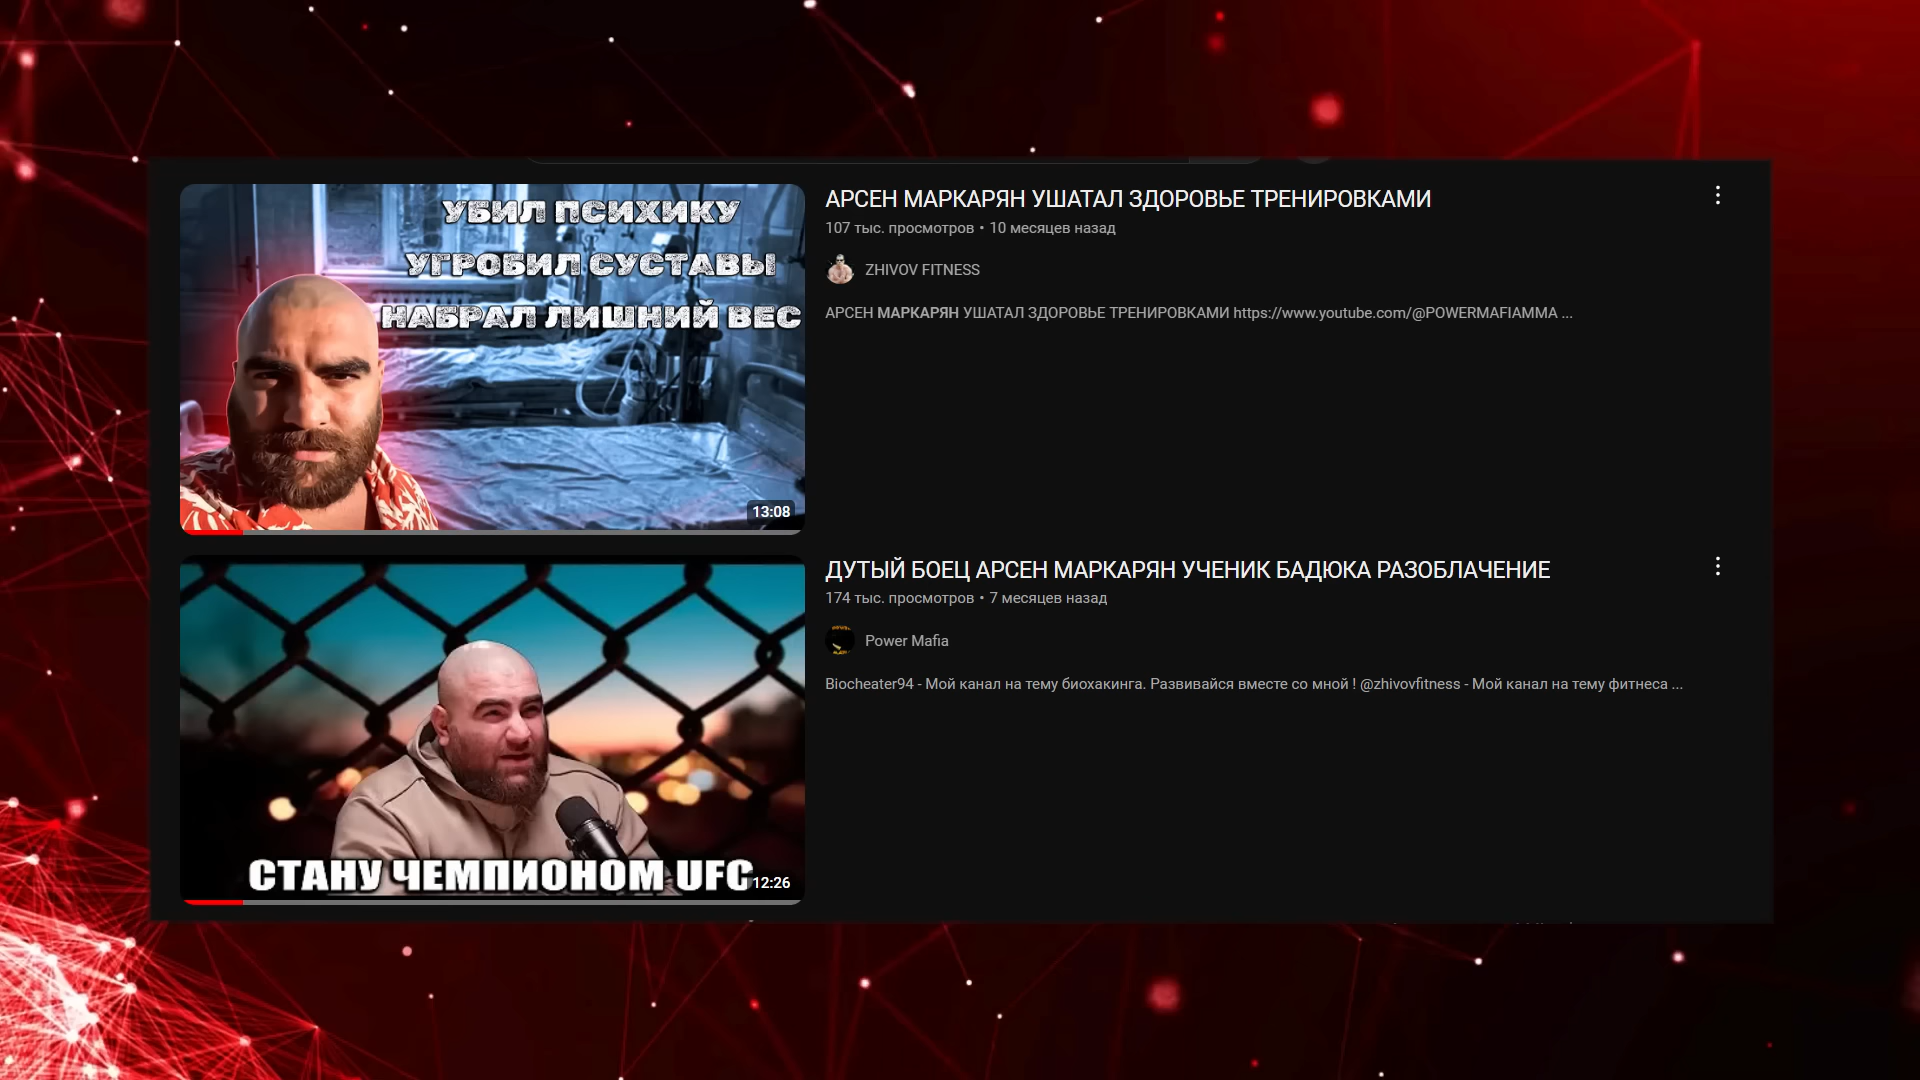 УБИЛ ПСИХИКУ
УГРОБИЛ СУСТАВЫ
НАБРАЛ ЛИШНИЙ ВЕС
13:08
АРСЕН МАРКАРЯН УШАТАЛ ЗДОРОВЬЕ ТРЕНИРОВКАМИ
107 тыс. просмотров • 10 месяцев назад
ZHIVOV FITNESS
АРСЕН МАРКАРЯН УШАТАЛ ЗДОРОВЬЕ ТРЕНИРОВКАМИ https://www.youtube.com/@POWERMAFIAMMA ...
СТАНУ ЧЕМПИОНОМ UFC
12:26
ДУТЫЙ БОЕЦ АРСЕН МАРКАРЯН УЧЕНИК БАДЮКА РАЗОБЛАЧЕНИЕ
174 тыс. просмотров • 7 месяцев назад
Power Mafia
Biocheater94 - Мой канал на тему биохакинга. Развивайся вместе со мной ! @zhivovfitness - Мой канал на тему фитнеса ...